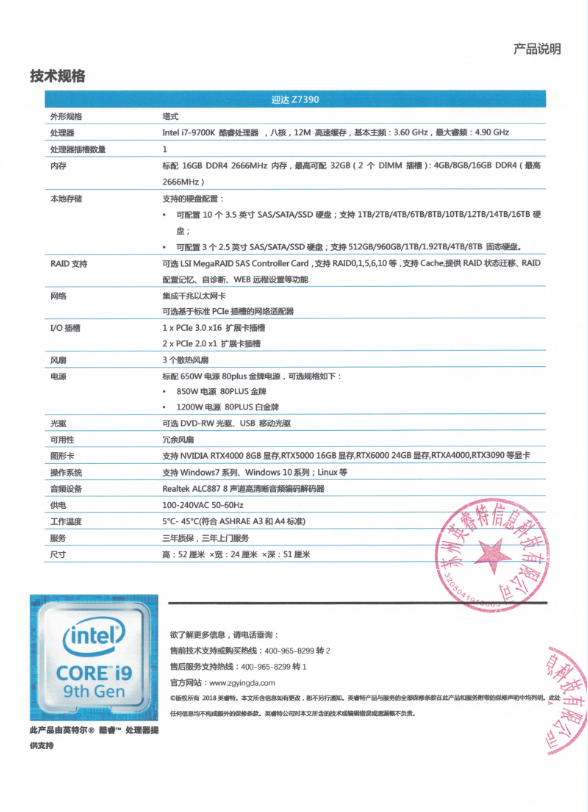 产品说明
技术规格
迎达 Z7390
外形规格 塔式
处理器 Intel i7-9700K 酷睿处理器 ，八核，12M 高速缓存，基本主频：3.60 GHz，最大睿频：4.90 GHz
处理器插槽数量 1
内存 标配 16GB DDR4 2666MHz 内存，最高可配 32GB（2 个 DIMM 插槽）：4GB/8GB/16GB DDR4（最高
2666MHz）
本地存储 支持的硬盘配置：
• 可配置 10 个 3.5 英寸 SAS/SATA/SSD 硬盘；支持 1TB/2TB/4TB/6TB/8TB/10TB/12TB/14TB/16TB 硬
盘；
• 可配置 3 个 2.5 英寸 SATA/SSD 硬盘；支持 512GB/960GB/1TB/1.92TB/4TB/8TB 固态硬盘。
RAID 支持 可选 LSI MegaRAID SAS Controller Card ,支持 RAID0,1,5,6,10 等 ,支持 Cache,提供 RAID 状态迁移、RAID
配置记忆、自诊断、WEB 远程设置等功能
网络 集成千兆以太网卡
可选基于标准 PCIe 插槽的网络适配器
I/O 插槽 1 x PCIe 3.0 x16 扩展卡插槽
2 x PCIe 2.0 x1 扩展卡插槽
风扇 3 个散热风扇
电源 标配 650W 电源 80plus 金牌电源，可选规格如下：
• 850W 电源 80PLUS 金牌
• 1200W 电源 80PLUS 白金牌
光驱 可选 DVD-RW 光驱、USB 移动光驱
可用性 冗余风扇
图形卡 支持 NVIDIA RTX4000 8GB 显存,RTX5000 16GB 显存,RTX6000 24GB 显存,RTXA4000,RTX3090 等显卡
操作系统 支持 Windows7 系列、Windows 10 系列；Linux 等
音频设备 Realtek ALC887 8 声道高清晰音频编码解码器
供电 100-240VAC 50-60Hz
工作温度 5°C- 45°C(符合 ASHRAE A3 和 A4 标准)
服务 三年质保，三年上门服务
尺寸 高：52 厘米 ×宽：24 厘米 ×深：51 厘米
苏州英睿特信息科技有限公司
intel
CORE i9
9th Gen
此产品由英特尔® 酷睿™ 处理器提
供支持
欲了解更多信息，请电话垂询：
售前技术支持或购买热线：400-965-8299 转 2
售后服务支持热线：400-965-8299 转 1
官方网站：www.zgyingda.com
©版权所有 2018 英睿特。本文所含信息如有更改，恕不另行通知。英睿特产品与服务的全部保修条款在此产品和服务附带的保修声明中均列明。此处
任何信息均不构成额外的保修条款。英睿特公司对本文所含的技术或编辑错误或遗漏概不负责。
科技有限公司